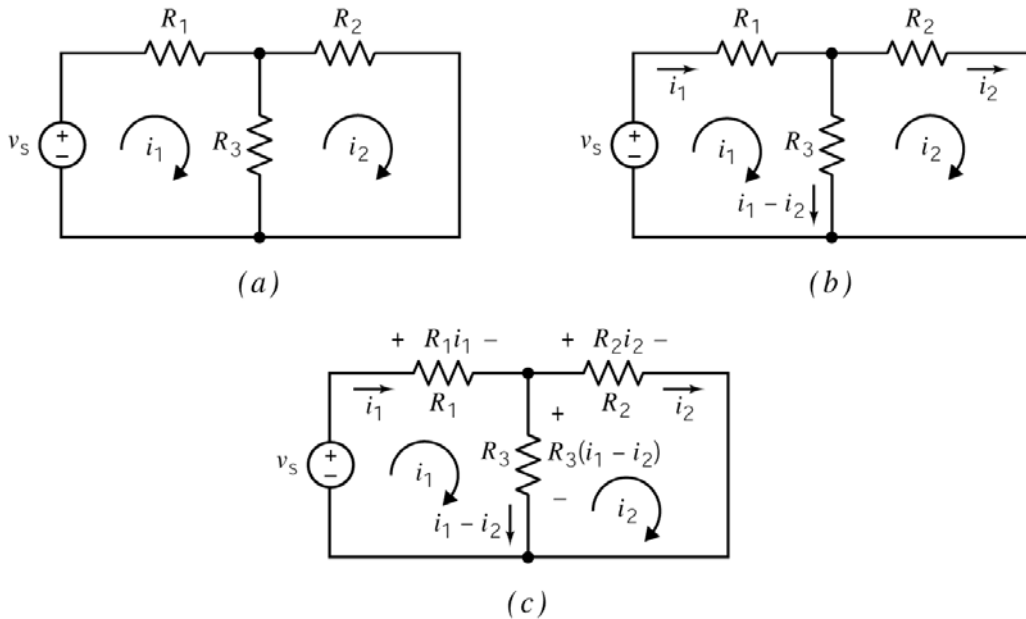 R1 R2
vs + − i1 R3 i2
(a)
R1 R2
i1 i2
vs + − i1 R3 i2
i1 − i2
(b)
+ R1i1 − + R2i2 −
i1 R1 R2 i2
+
vs + − i1 R3 R3(i1 − i2)
−
i1 − i2 i2
(c)